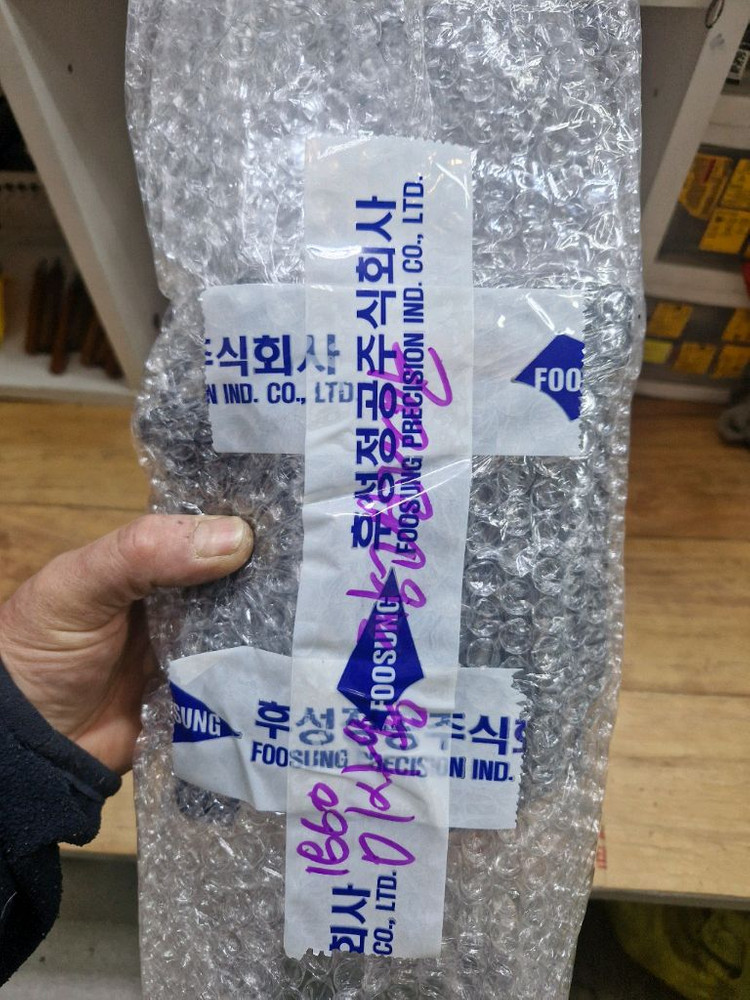 후성정공주식회사
FOOSUNG PRECISION IND. CO., LTD.
FOOSUNG
회사
CO., LTD.
주식회사
N IND. CO., LTD
FOO
SUNG
후성정공주식회
FOOSUNG PRECISION IND.
1660